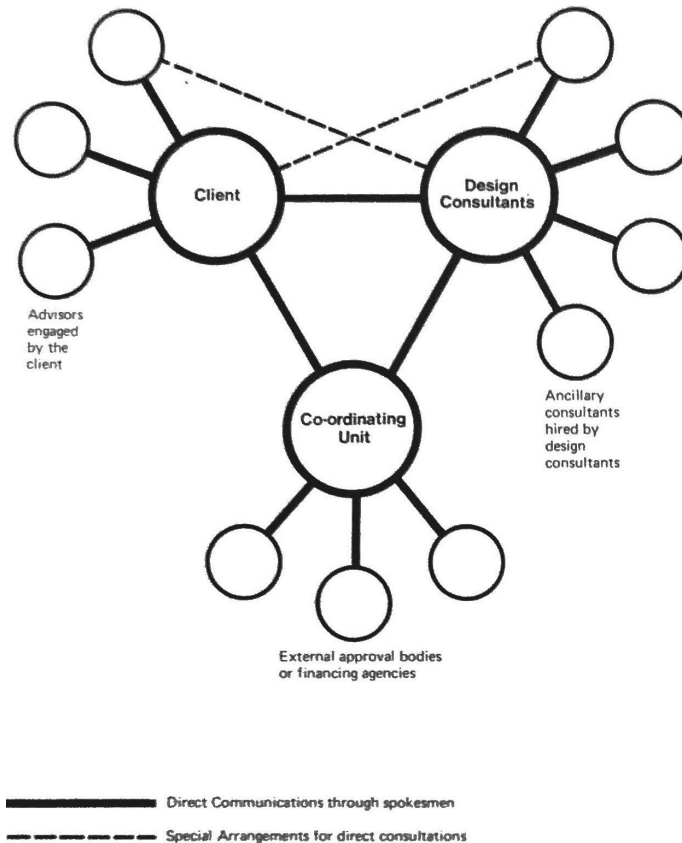 Client
Design
Consultants
Advisors
engaged
by the
client
Co-ordinating
Unit
Ancillary
consultants
hired by
design
consultants
External approval bodies
or financing agencies
Direct Communications through spokesmen
Special Arrangements for direct consultations